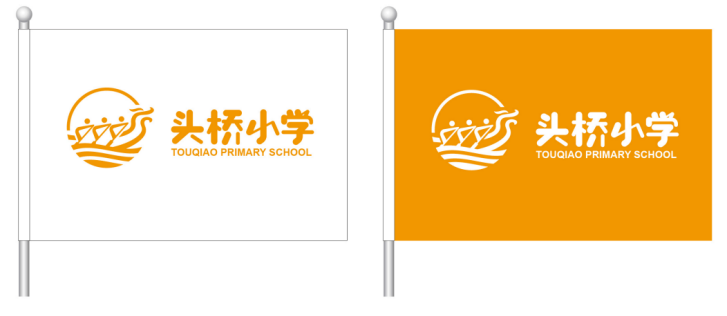 头桥小学
TOUQIAO PRIMARY SCHOOL
头桥小学
TOUQIAO PRIMARY SCHOOL